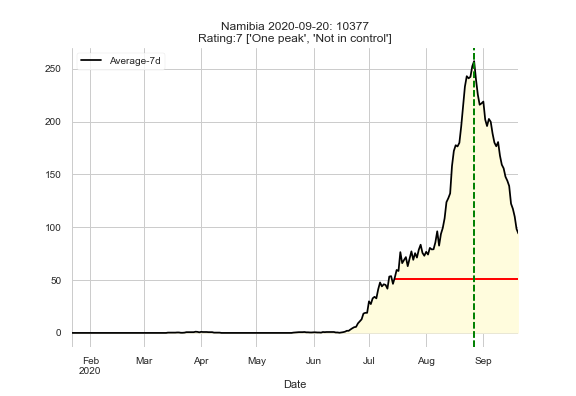 Namibia 2020-09-20: 10377
Rating:7 ['One peak', 'Not in control']
Average-7d
250
200
150
100
50
0
Feb Mar Apr May Jun Jul Aug Sep
2020
Date